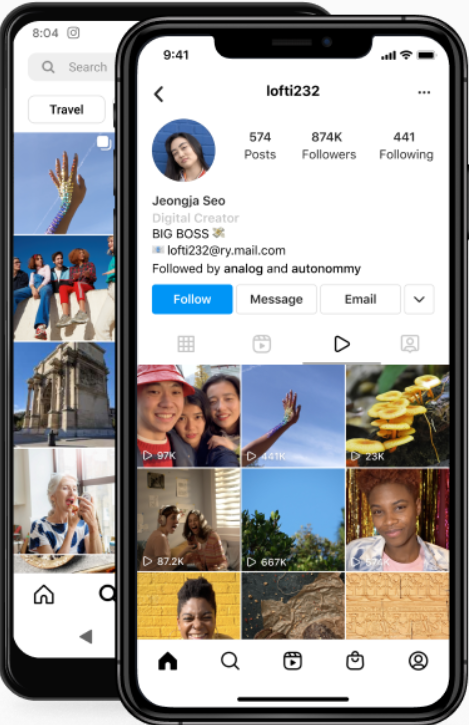 8:04
Search
Travel
9:41
lofti232
574 874K 441
Posts Followers Following
Jeongja Seo
Digital Creator
BIG BOSS
lofti232@ry.mail.com
Followed by analog and autonommy
Follow Message Email
97K 441K 23K
87.2K 667K